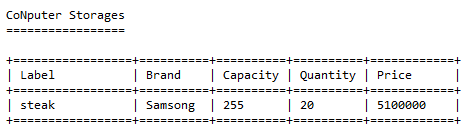 CoNputer Storages
=================
+================+=========+==========+==========+===========+
| Label          | Brand   | Capacity | Quantity | Price     |
+================+=========+==========+==========+===========+
| steak          | Samsong | 255      | 20       | 5100000   |
+================+=========+==========+==========+===========+